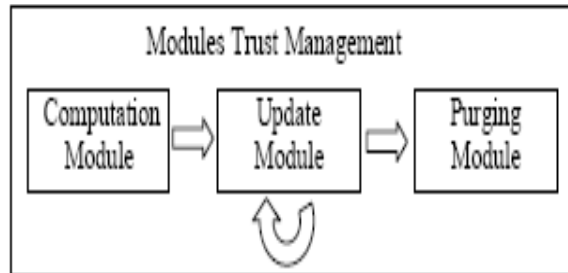 Modules Trust Management
Computation
Module
Update
Module
Purging
Module